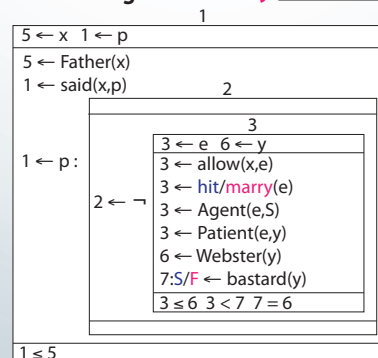 1
5 ← x 1 ← p
5 ← Father(x)
1 ← said(x,p)
2
3
3 ← e 6 ← y
1 ← p :
2 ← ¬
3 ← allow(x,e)
3 ← hit/marry(e)
3 ← Agent(e,S)
3 ← Patient(e,y)
6 ← Webster(y)
7:S/F ← bastard(y)
3 ≤ 6 3 < 7 7 = 6
1 ≤ 5